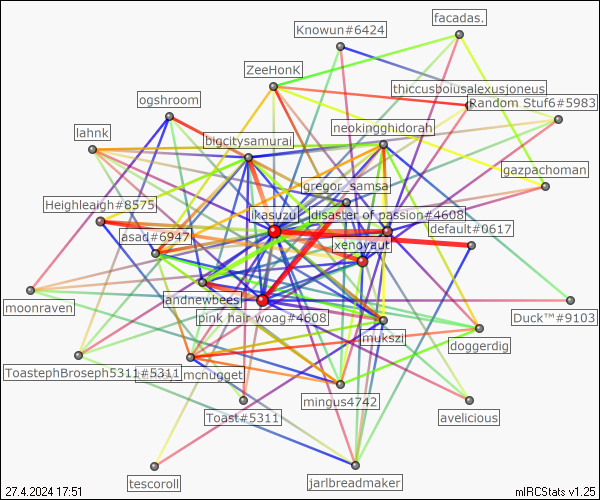 facadas.
Knowun#6424
ZeeHonK
thiccusboiusalexusjoneus
ogshroom
Random Stuf6#5983
lahnk
neokingghidorah
bigcitysamurai
gazpachoman
gregor_samsa
Heighleaigh#8575
ikasuzu
disaster of passion#4608
default#0617
asad#6947
xenoyaut
moonraven
andnewbees
pink hair woag#4608
Duck™#9103
mukszi
doggerdig
ToastephBroseph5311#5311
mcnugget
mingus4742
Toast#5311
avelicious
tescoroll
jarlbreadmaker
27.4.2024 17:51
mIRCStats v1.25